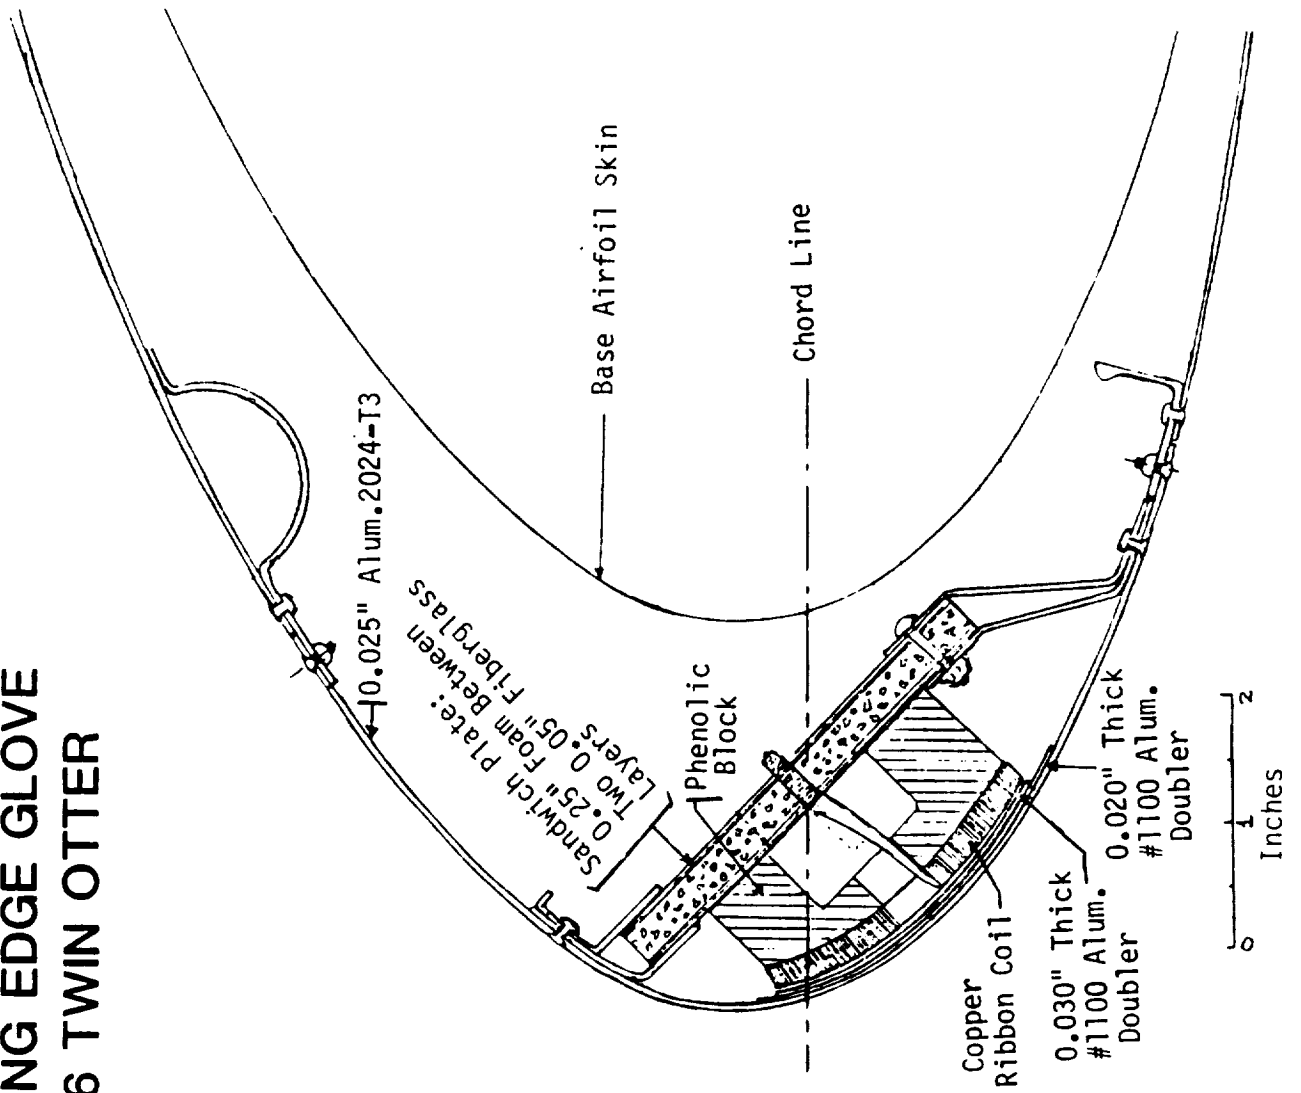 NG EDGE GLOVE
6 TWIN OTTER
0.025" Alum.2024-T3
Base Airfoil Skin
Chord Line
Sandwich Plate:
0.25" Foam Between
Two 0.05" Fiberglass
Layers
Phenolic
Block
Copper
Ribbon Coil
0.030" Thick
#1100 Alum.
Doubler
0.020" Thick
#1100 Alum.
Doubler
0 1 2
Inches